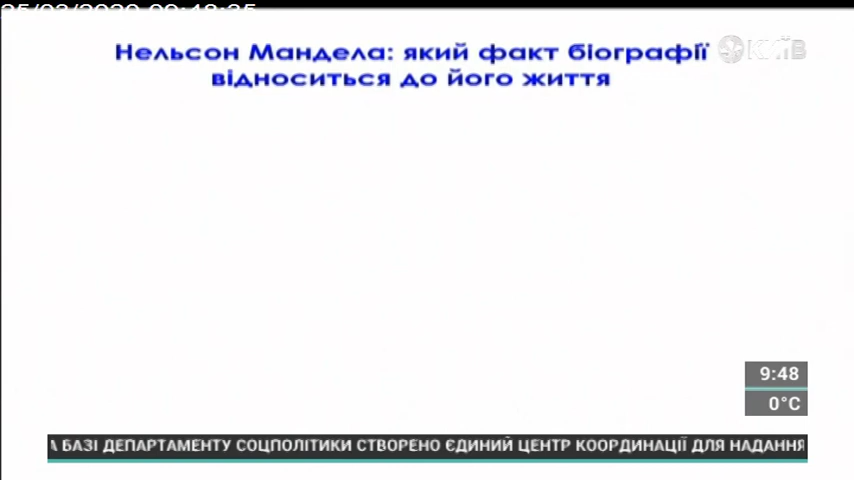 Нельсон Мандела: який факт біографії
відноситься до його життя
КИЇВ
9:48
0°C
БАЗІ ДЕПАРТАМЕНТУ СОЦПОЛІТИКИ СТВОРЕНО ЄДИНИЙ ЦЕНТР КООРДИНАЦІЇ ДЛЯ НАДАННЯ